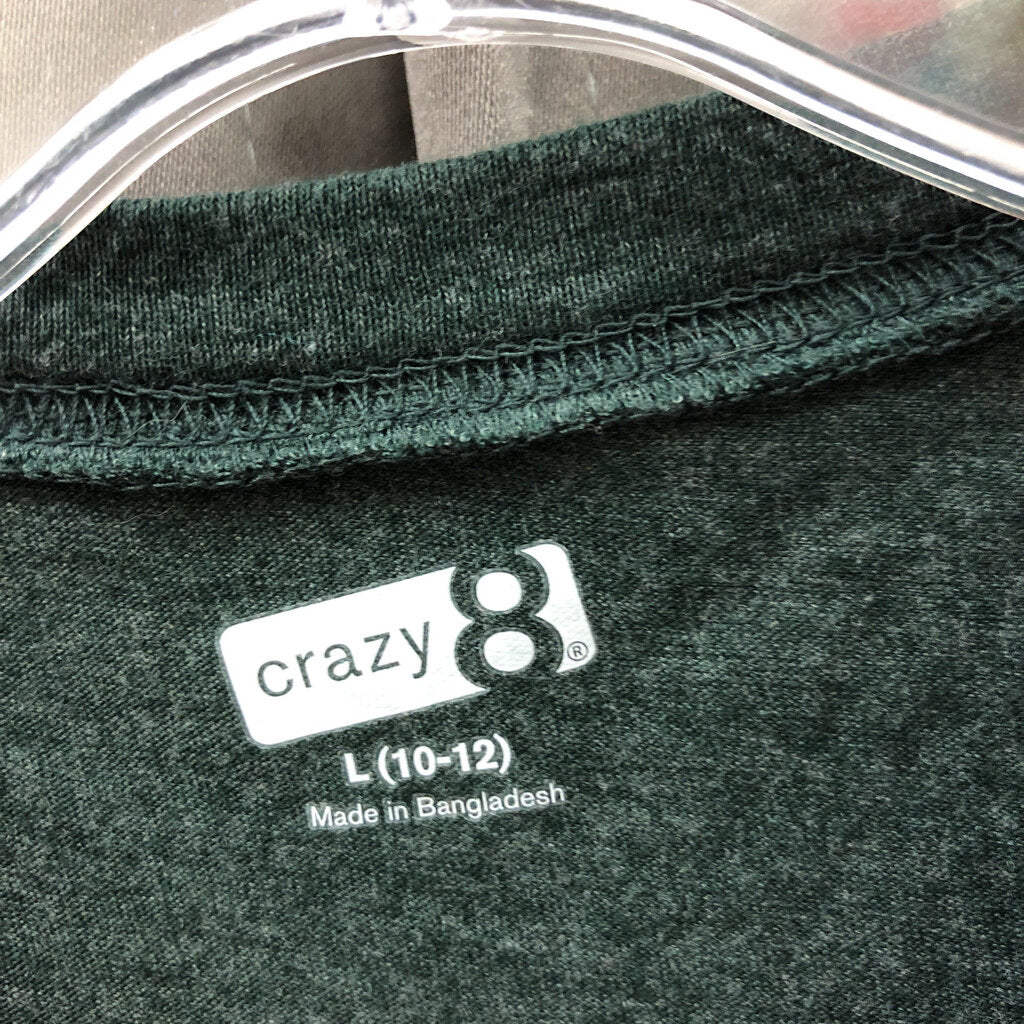 crazy 8®
L (10-12)
Made in Bangladesh